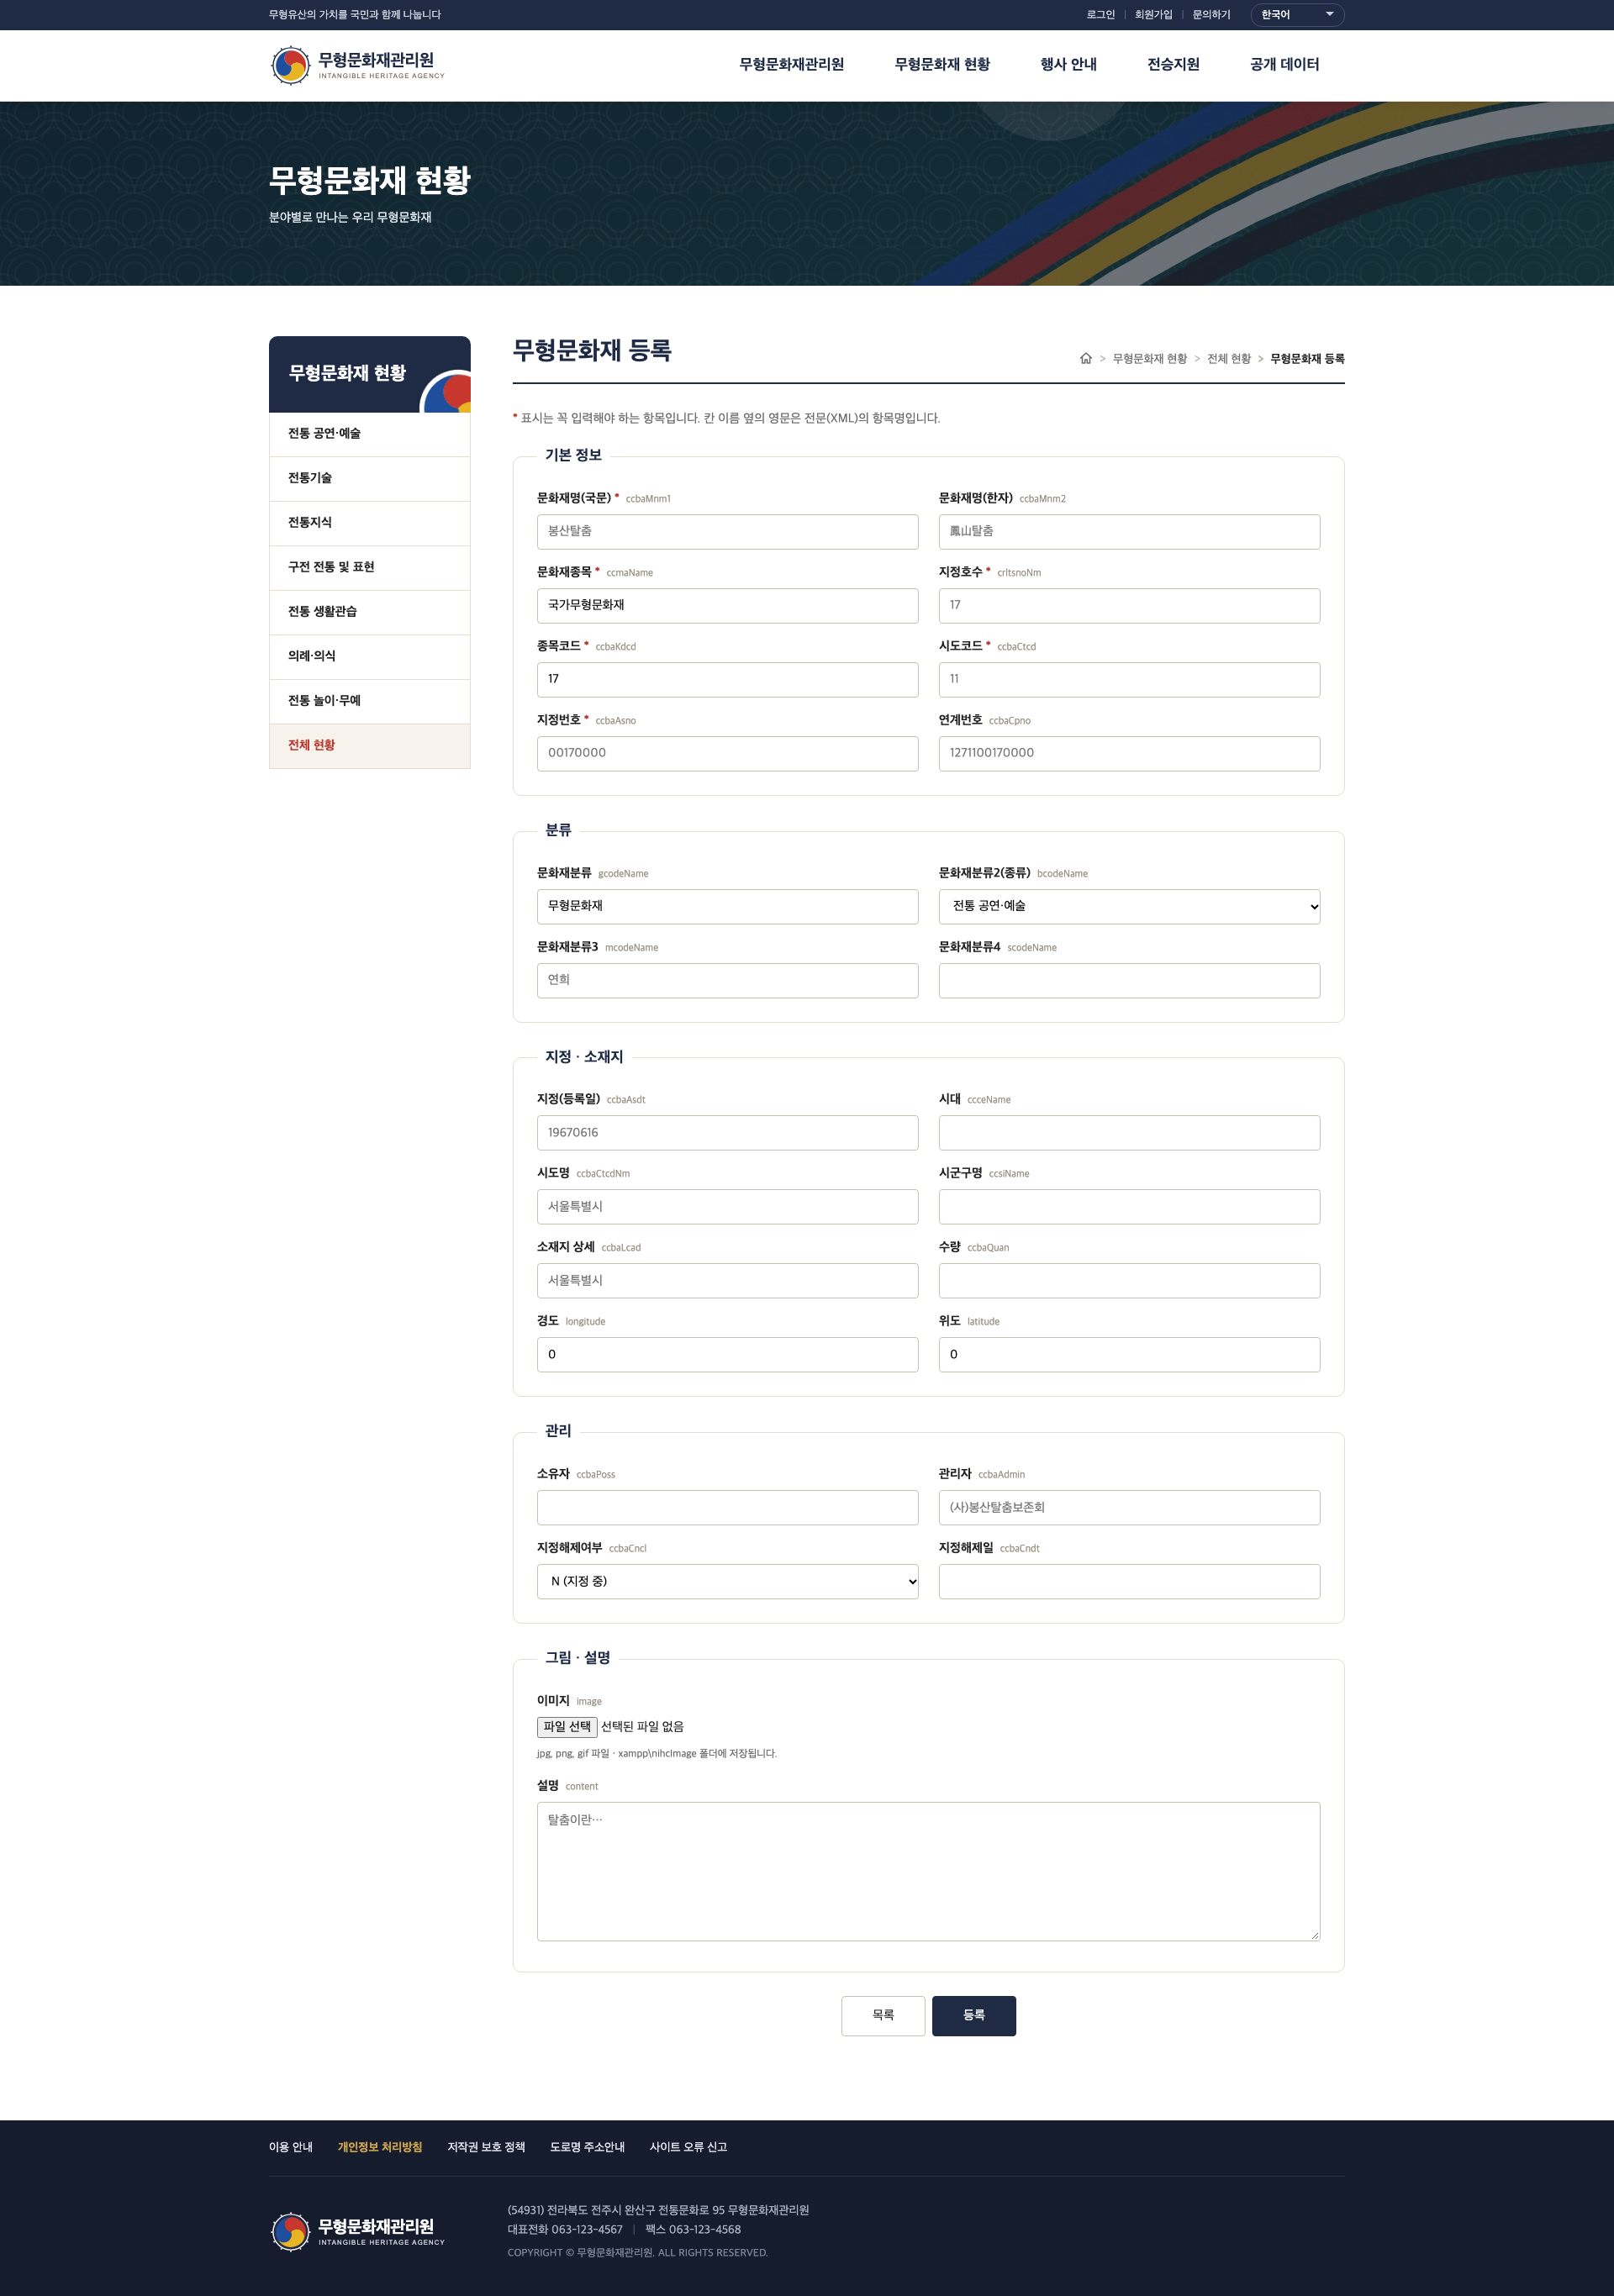 무형유산의 가치를 국민과 함께 나눕니다
로그인 | 회원가입 | 문의하기 한국어
무형문화재관리원
INTANGIBLE HERITAGE AGENCY
무형문화재관리원 무형문화재 현황 행사 안내 전승지원 공개 데이터
무형문화재 현황
분야별로 만나는 우리 무형문화재
무형문화재 현황
전통 공연·예술
전통기술
전통지식
구전 전통 및 표현
전통 생활관습
의례·의식
전통 놀이·무예
전체 현황
무형문화재 등록
> 무형문화재 현황 > 전체 현황 > 무형문화재 등록
* 표시는 꼭 입력해야 하는 항목입니다. 칸 이름 옆의 영문은 전문(XML)의 항목명입니다.
기본 정보
문화재명(국문) * ccbaMnm1 문화재명(한자) ccbaMnm2
봉산탈춤 鳳山탈춤
문화재종목 * ccmaName 지정호수 * crltsnoNm
국가무형문화재 17
종목코드 * ccbaKdcd 시도코드 * ccbaCtcd
17 11
지정번호 * ccbaAsno 연계번호 ccbaCpno
00170000 1271100170000
분류
문화재분류 gcodeName 문화재분류2(종류) bcodeName
무형문화재 전통 공연·예술
문화재분류3 mcodeName 문화재분류4 scodeName
연희
지정 · 소재지
지정(등록일) ccbaAsdt 시대 ccceName
19670616
시도명 ccbaCtcdNm 시군구명 ccsiName
서울특별시
소재지 상세 ccbaLcad 수량 ccbaQuan
서울특별시
경도 longitude 위도 latitude
0 0
관리
소유자 ccbaPoss 관리자 ccbaAdmin
(사)봉산탈춤보존회
지정해제여부 ccbaCncl 지정해제일 ccbaCndt
N (지정 중)
그림 · 설명
이미지 image
파일 선택 선택된 파일 없음
jpg, png, gif 파일 · xampp\nihcImage 폴더에 저장됩니다.
설명 content
탈춤이란…
목록 등록
이용 안내 개인정보 처리방침 저작권 보호 정책 도로명 주소안내 사이트 오류 신고
무형문화재관리원
INTANGIBLE HERITAGE AGENCY
(54931) 전라북도 전주시 완산구 전통문화로 95 무형문화재관리원
대표전화 063-123-4567 | 팩스 063-123-4568
COPYRIGHT © 무형문화재관리원. ALL RIGHTS RESERVED.